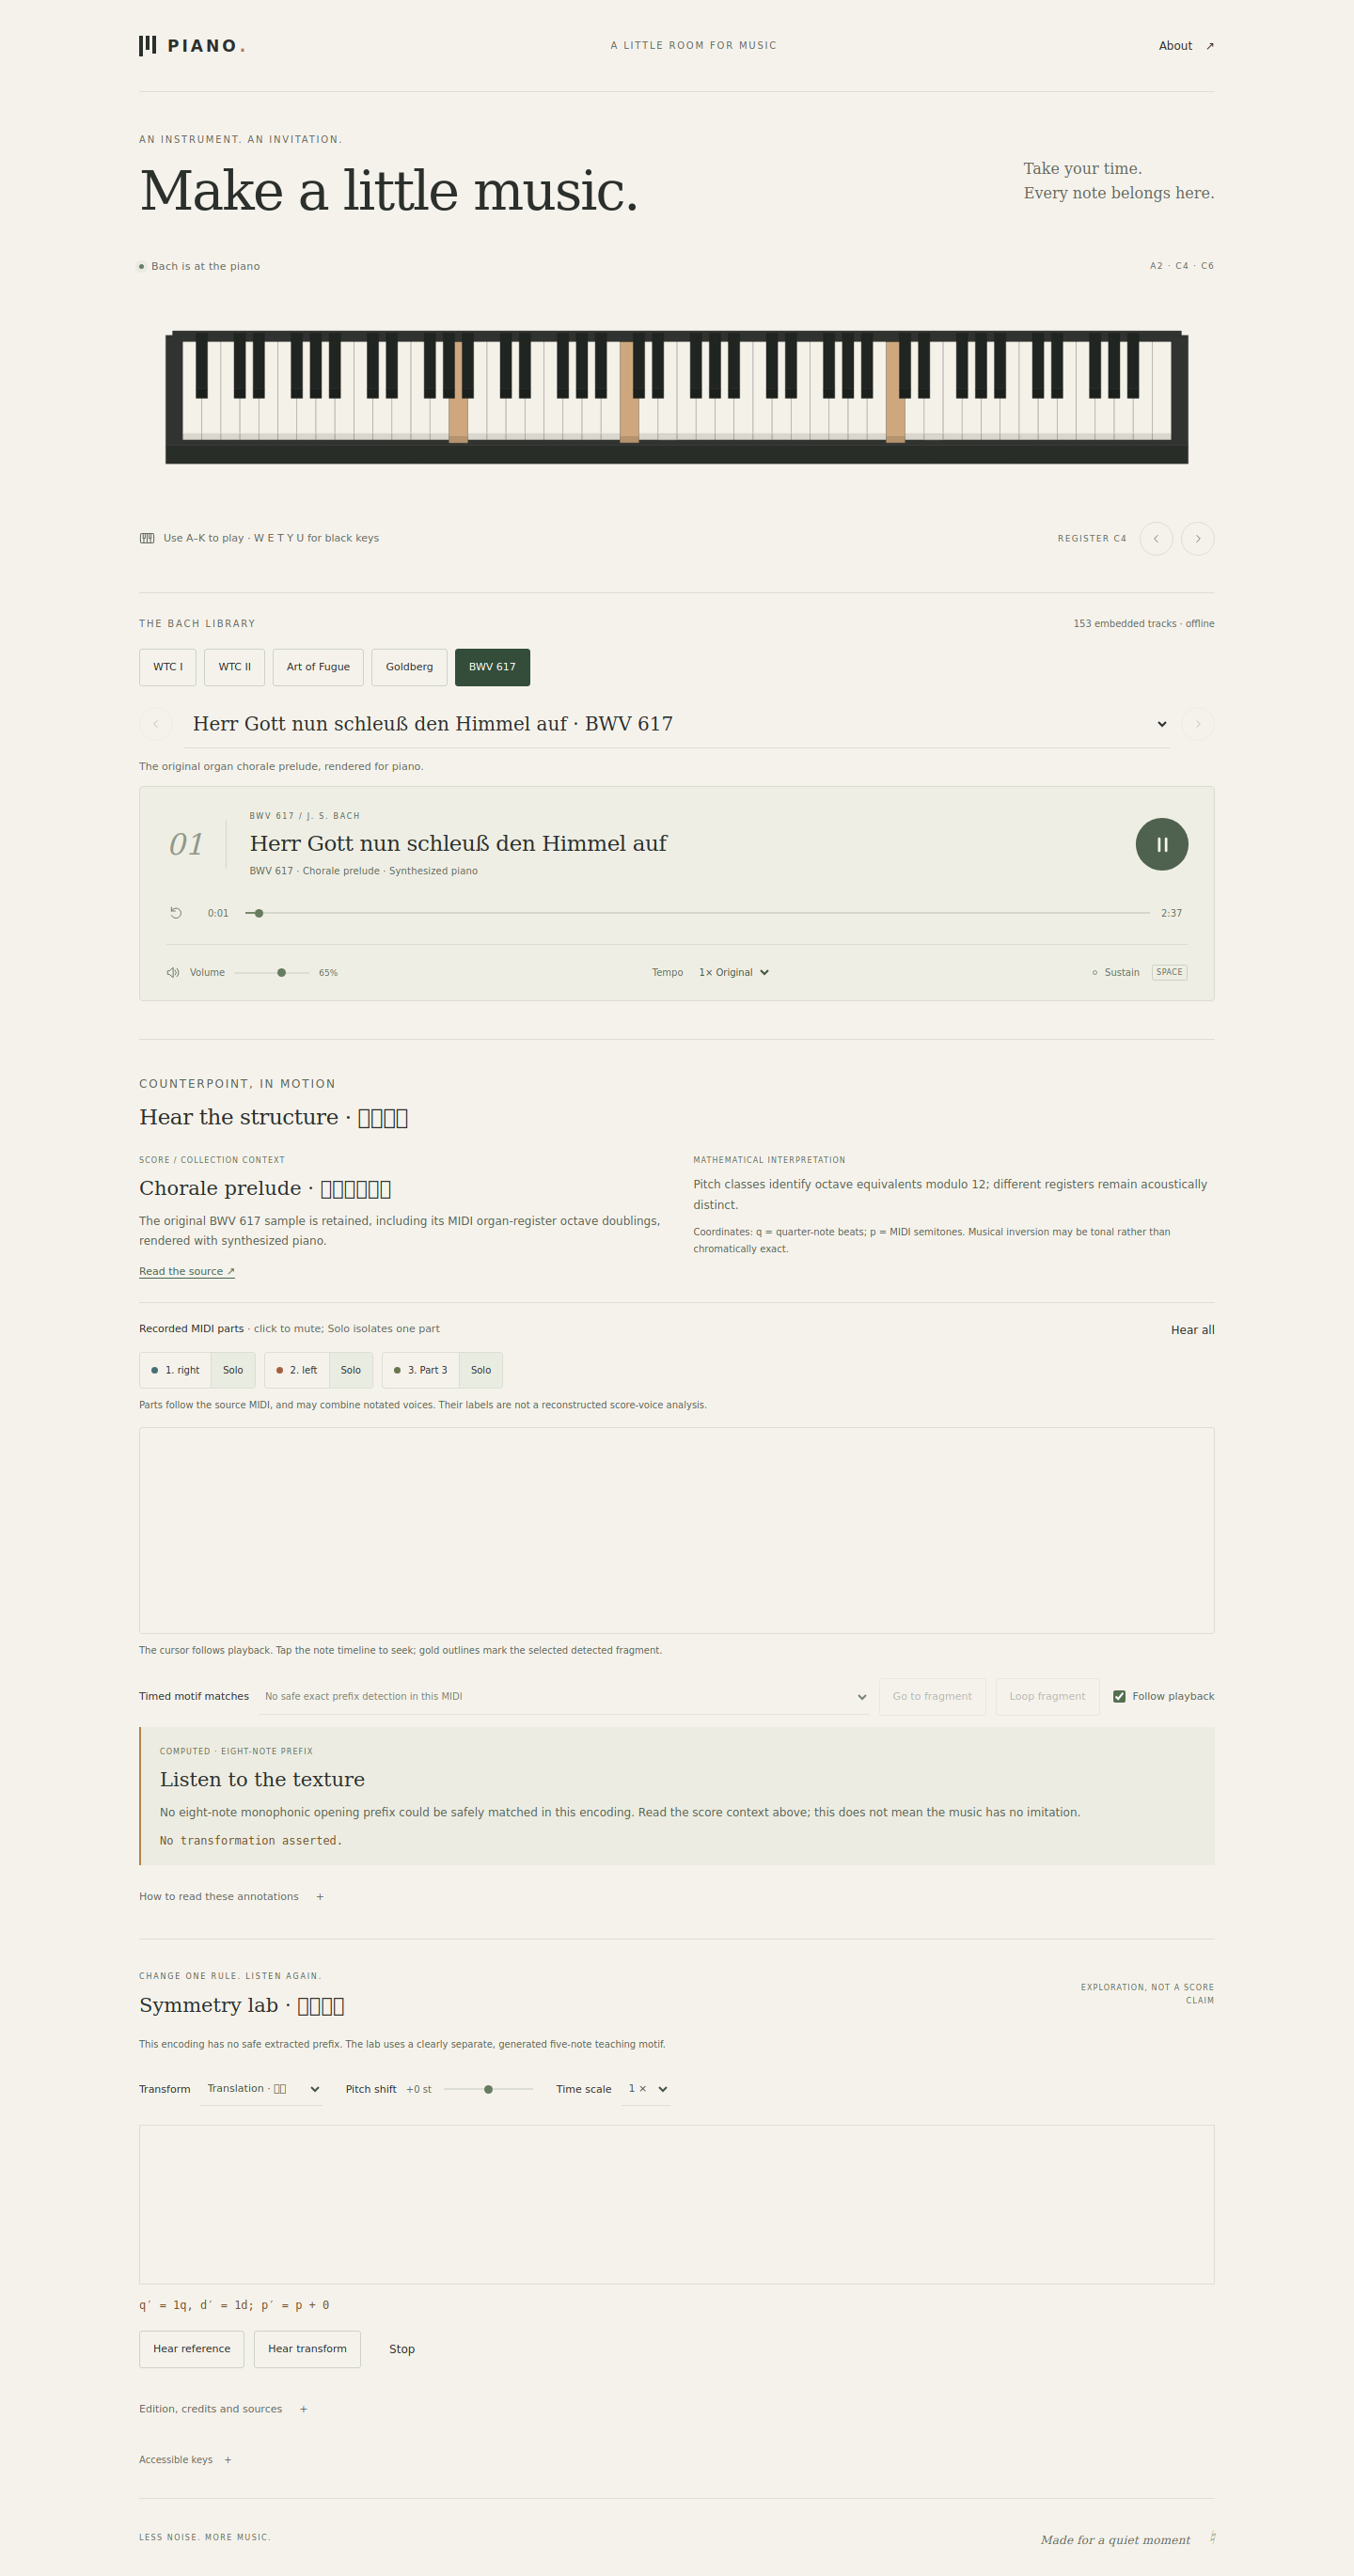 PIANO.
A LITTLE ROOM FOR MUSIC
About ↗
AN INSTRUMENT. AN INVITATION.
Make a little music.
Take your time.
Every note belongs here.
Bach is at the piano
A2 · C4 · C6
Use A–K to play · W E T Y U for black keys
REGISTER C4
THE BACH LIBRARY
153 embedded tracks · offline
WTC I
WTC II
Art of Fugue
Goldberg
BWV 617
Herr Gott nun schleuß den Himmel auf · BWV 617
The original organ chorale prelude, rendered for piano.
01
BWV 617 / J. S. BACH
Herr Gott nun schleuß den Himmel auf
BWV 617 · Chorale prelude · Synthesized piano
0:01
2:37
Volume
65%
Tempo
1× Original
Sustain
SPACE
COUNTERPOINT, IN MOTION
Hear the structure ·
SCORE / COLLECTION CONTEXT
Chorale prelude ·
The original BWV 617 sample is retained, including its MIDI organ-register octave doublings,
rendered with synthesized piano.
Read the source ↗
MATHEMATICAL INTERPRETATION
Pitch classes identify octave equivalents modulo 12; different registers remain acoustically
distinct.
Coordinates: q = quarter-note beats; p = MIDI semitones. Musical inversion may be tonal rather than
chromatically exact.
Recorded MIDI parts · click to mute; Solo isolates one part
Hear all
1. right
Solo
2. left
Solo
3. Part 3
Solo
Parts follow the source MIDI, and may combine notated voices. Their labels are not a reconstructed score-voice analysis.
The cursor follows playback. Tap the note timeline to seek; gold outlines mark the selected detected fragment.
Timed motif matches
No safe exact prefix detection in this MIDI
Go to fragment
Loop fragment
Follow playback
COMPUTED · EIGHT-NOTE PREFIX
Listen to the texture
No eight-note monophonic opening prefix could be safely matched in this encoding. Read the score context above; this does not mean the music has no imitation.
No transformation asserted.
How to read these annotations +
CHANGE ONE RULE. LISTEN AGAIN.
Symmetry lab ·
EXPLORATION, NOT A SCORE
CLAIM
This encoding has no safe extracted prefix. The lab uses a clearly separate, generated five-note teaching motif.
Transform
Translation ·
Pitch shift
+0 st
Time scale
1 ×
q′ = 1q, d′ = 1d; p′ = p + 0
Hear reference
Hear transform
Stop
Edition, credits and sources +
Accessible keys +
LESS NOISE. MORE MUSIC.
Made for a quiet moment